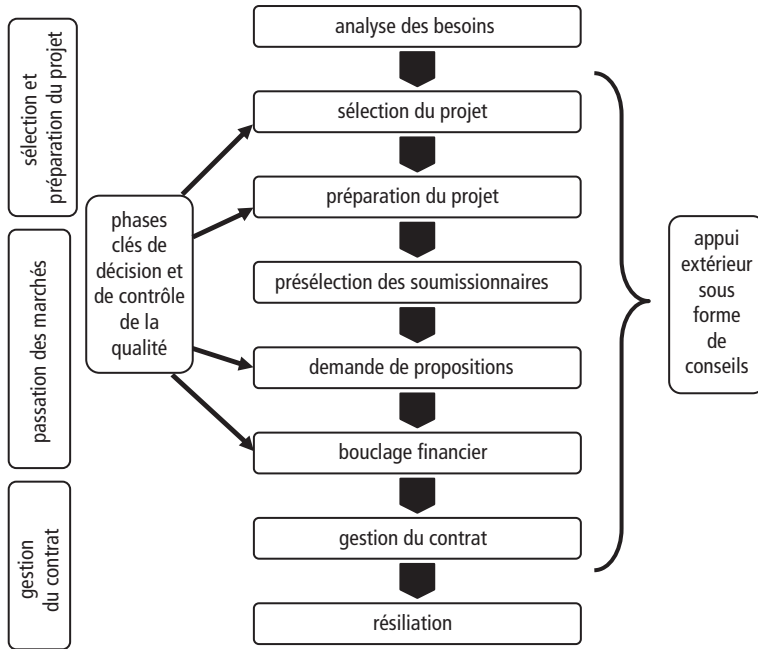 sélection et
préparation du projet
passation des marchés
gestion
du contrat
phases
clés de
décision et
de contrôle
de la
qualité
analyse des besoins
sélection du projet
préparation du projet
présélection des soumissionnaires
demande de propositions
bouclage financier
gestion du contrat
résiliation
appui
extérieur
sous
forme
de
conseils